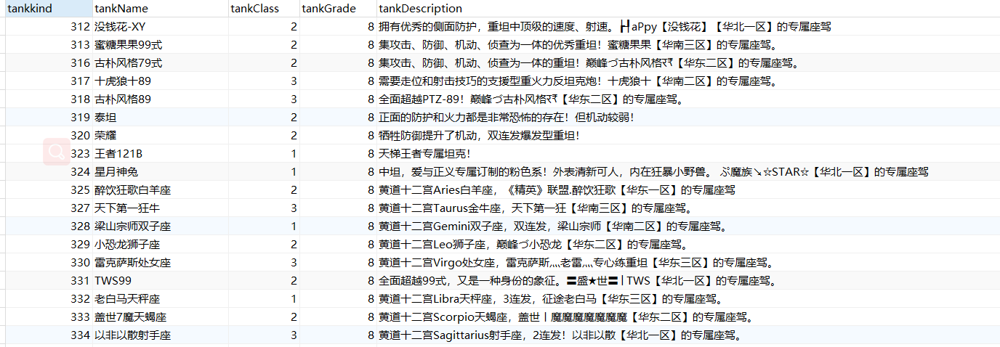 tankkind tankName tankClass tankGrade tankDescription
312 没钱花-XY 2 8 拥有优秀的侧面防护，重坦中顶级的速度、射速。┢┫aPpy【没钱花】【华北一区】的专属座驾
313 蜜糖果果99式 2 8 集攻击、防御、机动、侦查为一体的优秀重坦！蜜糖果果【华南三区】的专属座驾。
316 古朴风格79式 2 8 集攻击、防御、机动、侦查为一体的重坦！巅峰づ古朴风格【华东二区】的专属座驾。
317 十虎狼十89 3 8 需要走位和射击技巧的支援型重火力反坦克炮！十虎狼十【华南二区】的专属座驾。
318 古朴风格89 3 8 全面超越PTZ-89！巅峰づ古朴风格【华东二区】的专属座驾。
319 泰坦 2 8 正面的防护和火力都是非常恐怖的存在！但机动较弱！
320 荣耀 2 8 牺牲防御提升了机动，双连发爆发型重坦！
323 王者121B 1 8 天梯王者专属坦克！
324 星月神兔 1 8 中坦，爱与正义专属订制的粉色系！外表清新可人，内在狂暴小野兽。 ぷ魔族↘☆STAR☆【华北一区】的专属座驾
325 醉饮狂歌白羊座 2 8 黄道十二宫Aries白羊座，《精英》联盟.醉饮狂歌【华东一区】的专属座驾
327 天下第一狂牛 3 8 黄道十二宫Taurus金牛座，天下第一狂【华南三区】的专属座驾。
328 梁山宗师双子座 1 8 黄道十二宫Gemini双子座，双连发，梁山宗师【华南二区】的专属座驾。
329 小恐龙狮子座 2 8 黄道十二宫Leo狮子座，巅峰づ小恐龙【华东二区】的专属座驾。
330 雷克萨斯处女座 3 8 黄道十二宫Virgo处女座，雷克萨斯灬老雷灬专心练重坦【华东三区】的专属座驾。
331 TWS99 2 8 全面超越99式，又是一种身份的象征。〓盛★世〓丨TWS【华北一区】的专属座驾。
332 老白马天秤座 1 8 黄道十二宫Libra天枰座，3连发，征途老白马【华东三区】的专属座驾。
333 盖世7魔天蝎座 2 8 黄道十二宫Scorpio天蝎座，盖世丨魔魔魔魔魔魔魔【华东二区】的专属座驾。
334 以非以散射手座 3 8 黄道十二宫Sagittarius射手座，2连发！以非以散【华北一区】的专属座驾。